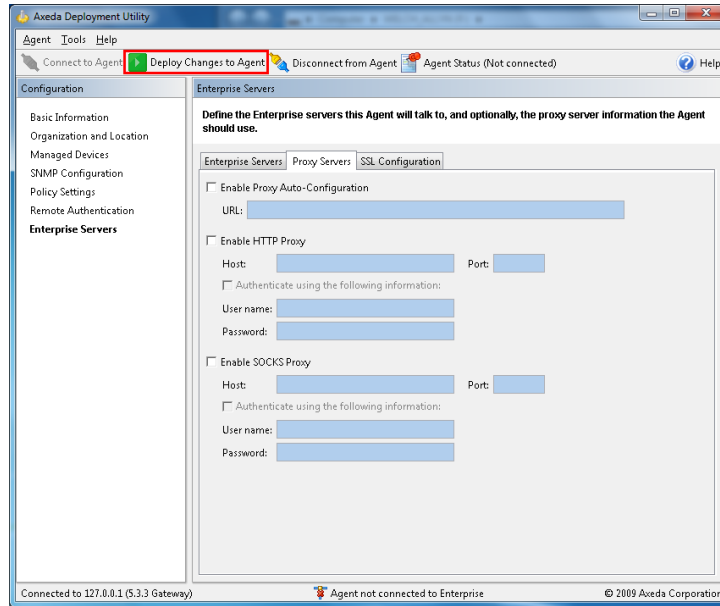 Axeda Deployment Utility
Agent Tools Help
Connect to Agent Deploy Changes to Agent Disconnect from Agent Agent Status (Not connected) Help
Configuration
Enterprise Servers
Basic Information
Organization and Location
Managed Devices
SNMP Configuration
Policy Settings
Remote Authentication
Enterprise Servers
Define the Enterprise servers this Agent will talk to, and optionally, the proxy server information the Agent
should use.
Enterprise Servers Proxy Servers SSL Configuration
Enable Proxy Auto-Configuration
URL:
Enable HTTP Proxy
Host: Port:
Authenticate using the following information:
User name:
Password:
Enable SOCKS Proxy
Host: Port:
Authenticate using the following information:
User name:
Password:
Connected to 127.0.0.1 (5.3.3 Gateway) Agent not connected to Enterprise © 2009 Axeda Corporation